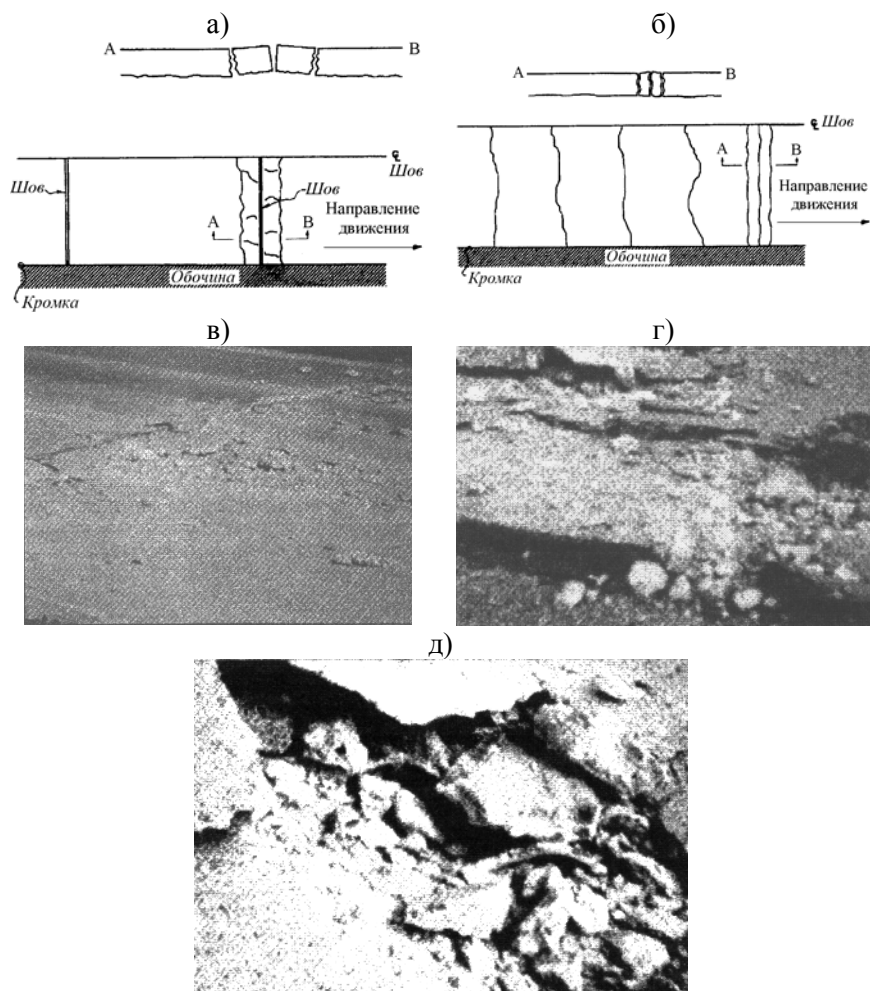 а)
А В
Шов
Шов
℄
Шов
А В
Направление
движения
Обочина
Кромка
б)
А В
℄ Шов
А В
Направление
движения
Обочина
Кромка
в)
г)
д)